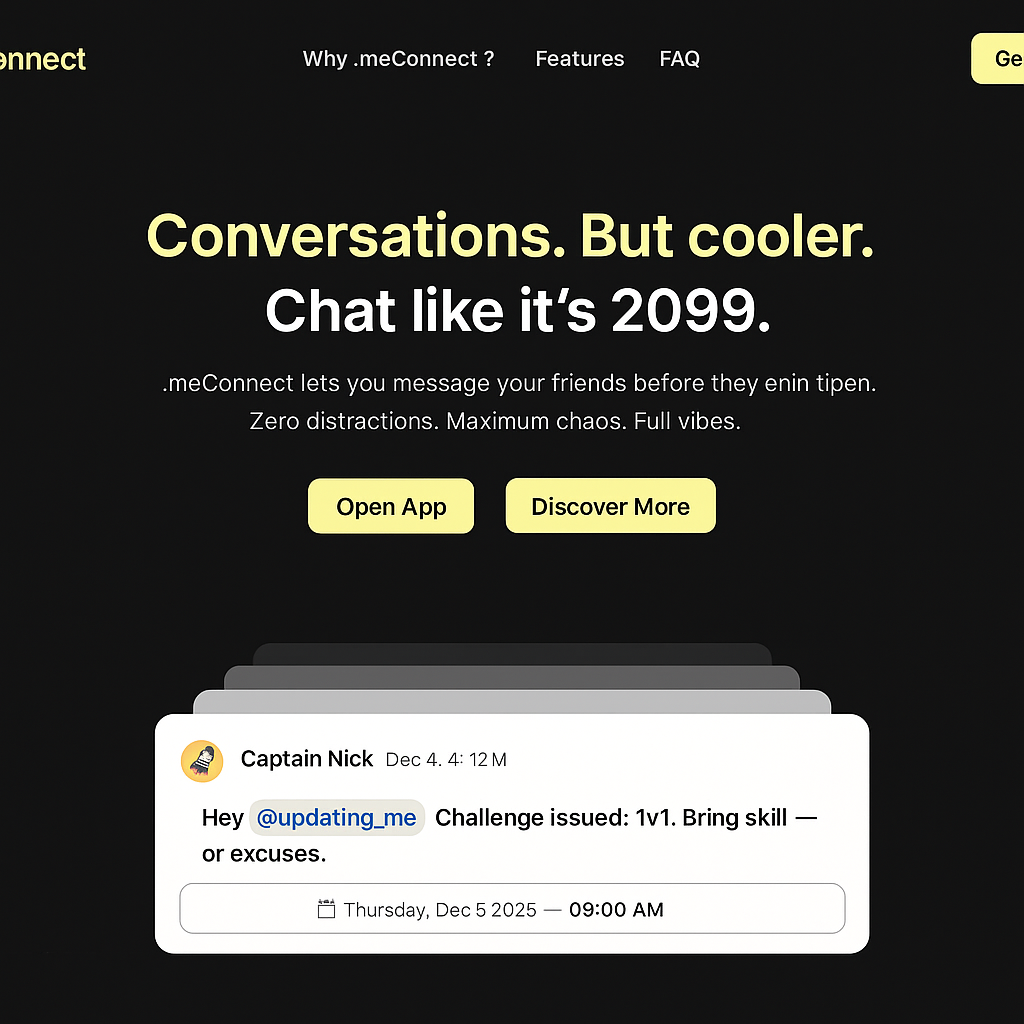 onnect
Why .meConnect ?
Features
FAQ
Ge
Conversations. But cooler.
Chat like it’s 2099.
.meConnect lets you message your friends before they enin tipen.
Zero distractions. Maximum chaos. Full vibes.
Open App
Discover More
Captain Nick Dec 4. 4: 12 M
Hey @updating_me Challenge issued: 1v1. Bring skill —
or excuses.
Thursday, Dec 5 2025 — 09:00 AM